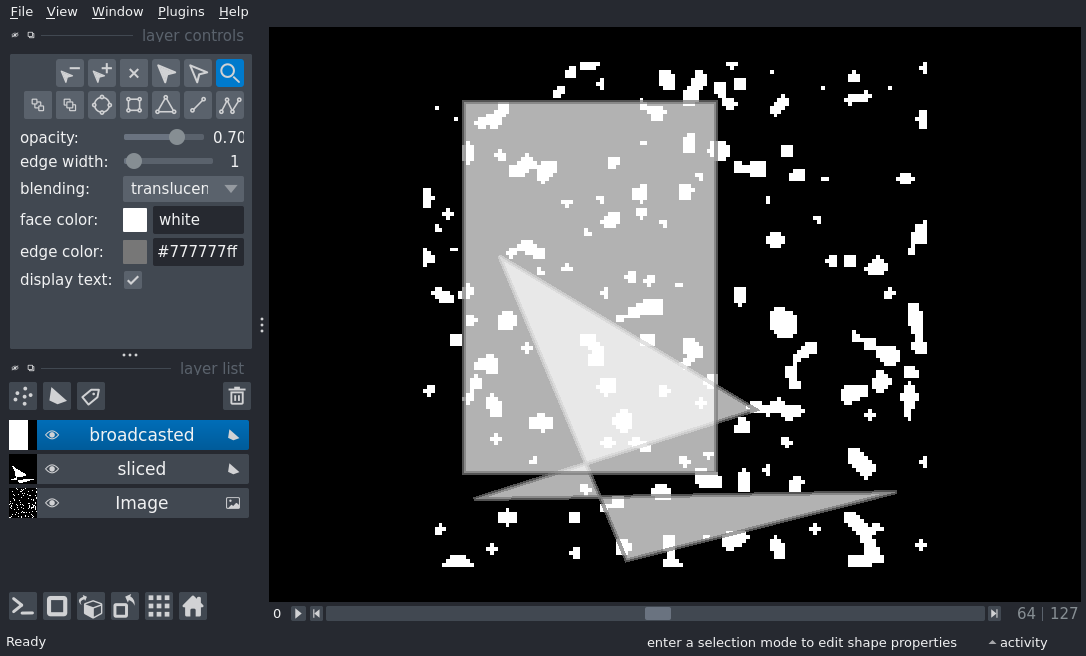 File View Window Plugins Help
layer controls
opacity: 0.70
edge width: 1
blending: translucen
face color: white
edge color: #777777ff
display text:
layer list
broadcasted
sliced
Image
0 64 | 127
Ready enter a selection mode to edit shape properties activity